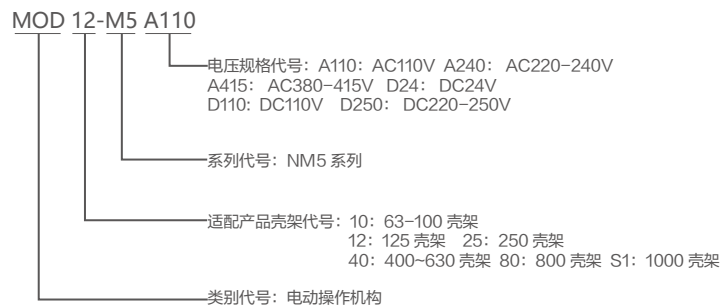 MOD 12-M5 A110
电压规格代号：A110：AC110V A240： AC220-240V
A415： AC380-415V D24： DC24V
D110: DC110V D250： DC220-250V
系列代号：NM5 系列
适配产品壳架代号：10：63-100 壳架
12：125 壳架 25：250 壳架
40：400~630 壳架 80：800 壳架 S1：1000 壳架
类别代号：电动操作机构